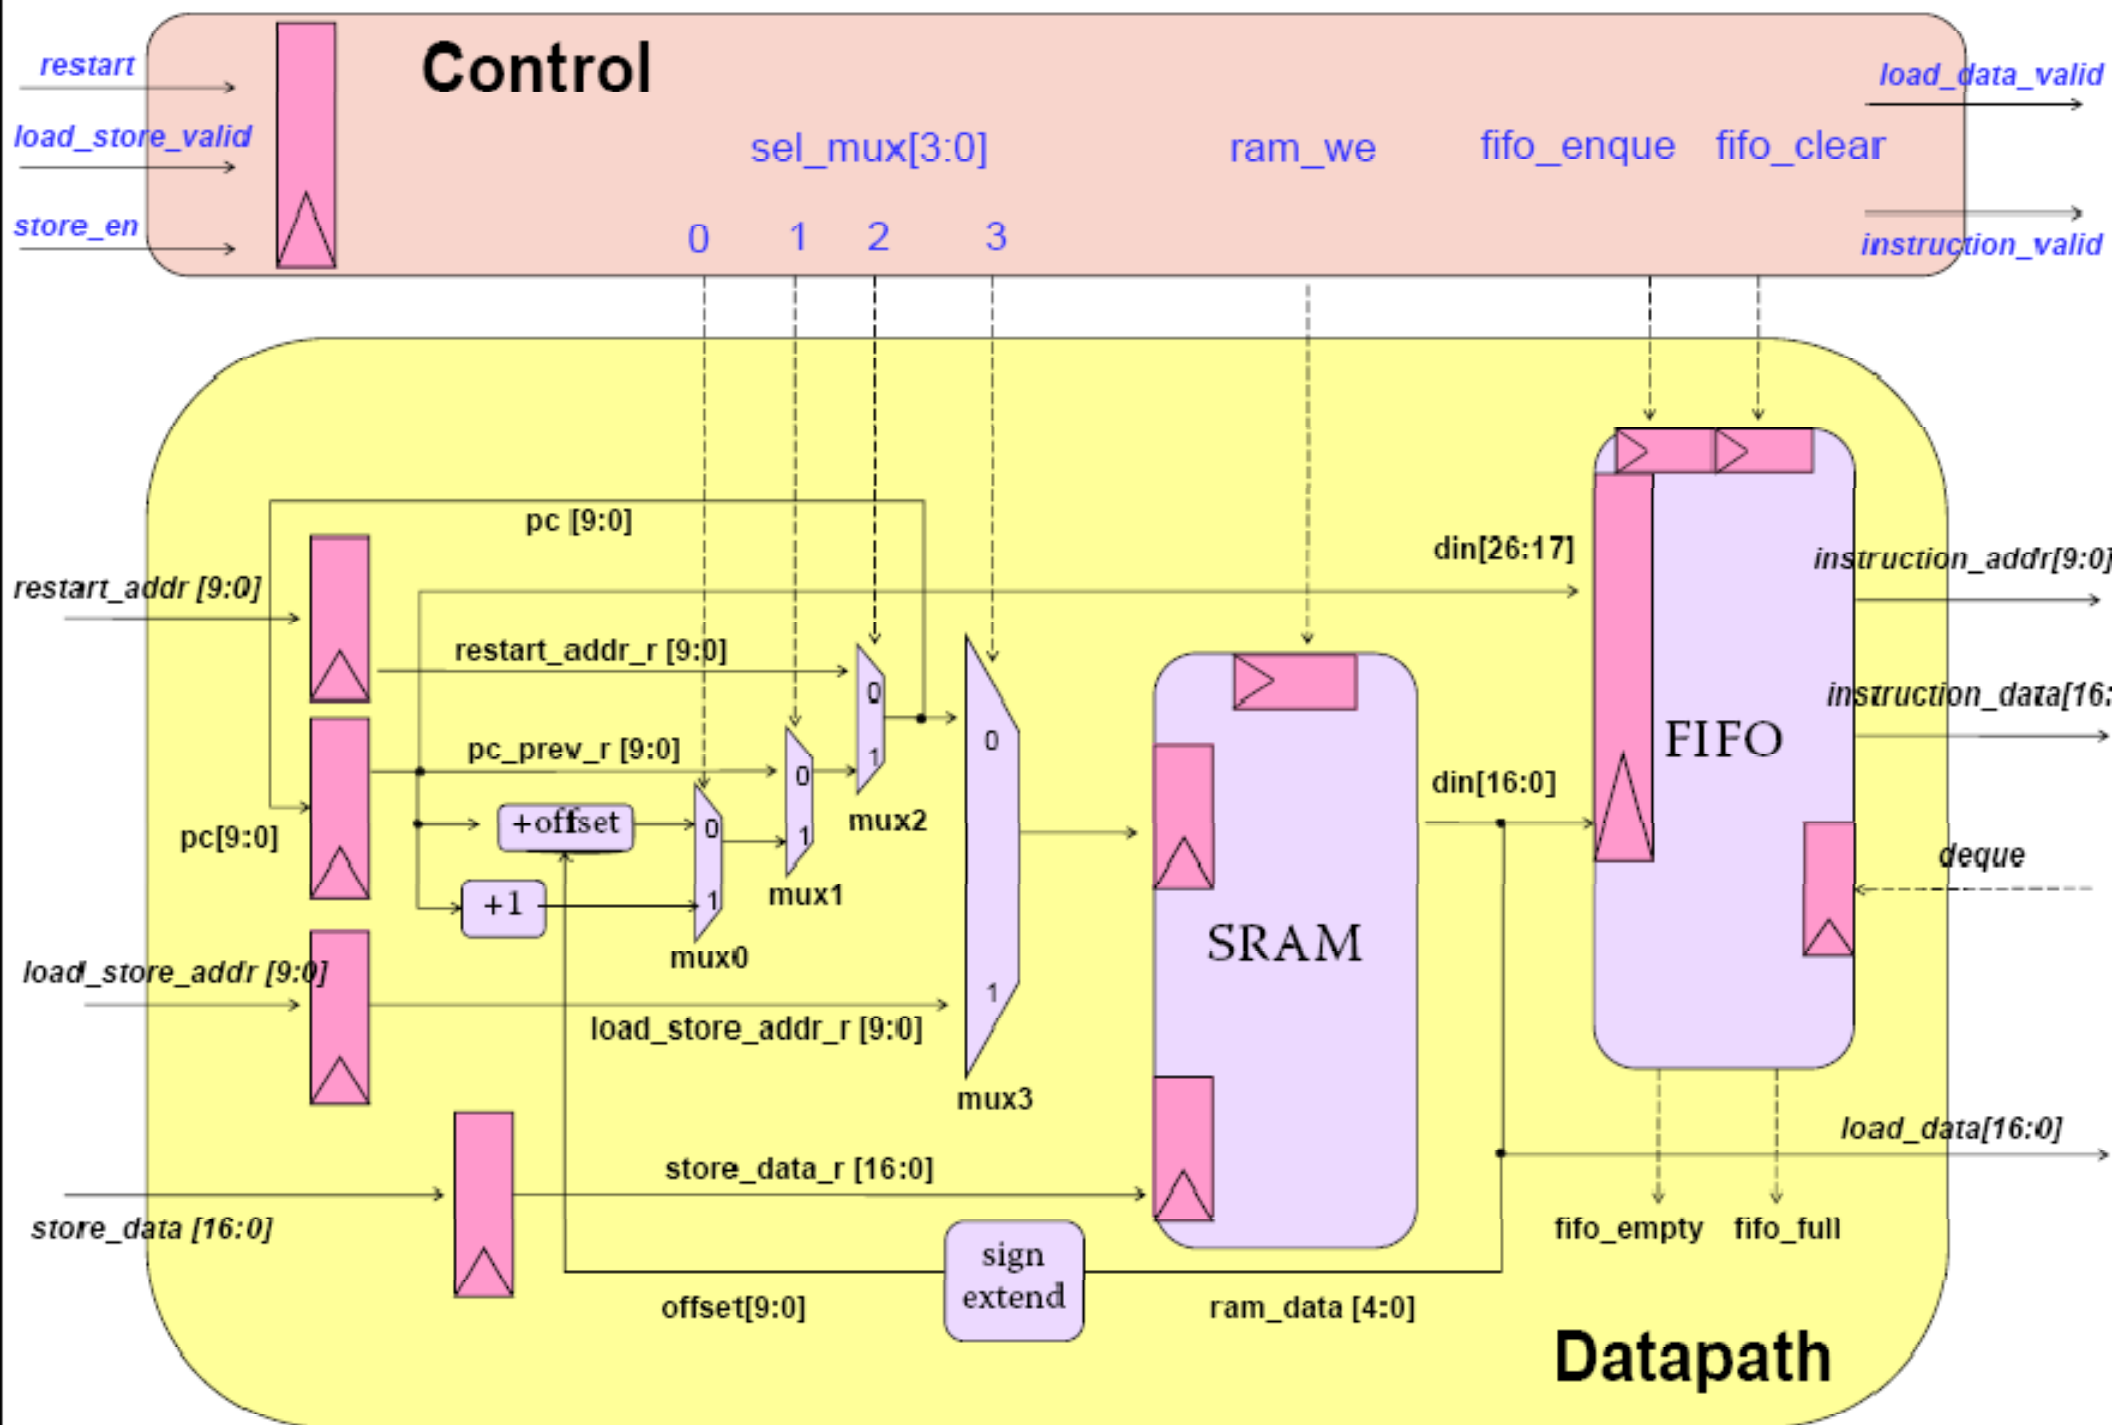 Control
restart
load_store_valid
store_en
sel_mux[3:0]
ram_we
fifo_enque
fifo_clear
0
1
2
3
load_data_valid
instruction_valid
pc [9:0]
restart_addr [9:0]
restart_addr_r [9:0]
pc_prev_r [9:0]
pc[9:0]
+offset
+1
0
1
mux0
0
1
mux1
0
1
mux2
0
1
mux3
load_store_addr [9:0]
load_store_addr_r [9:0]
store_data_r [16:0]
store_data [16:0]
offset[9:0]
sign
extend
ram_data [4:0]
SRAM
din[26:17]
din[16:0]
FIFO
instruction_addr[9:0]
instruction_data[16:
deque
load_data[16:0]
fifo_empty
fifo_full
Datapath